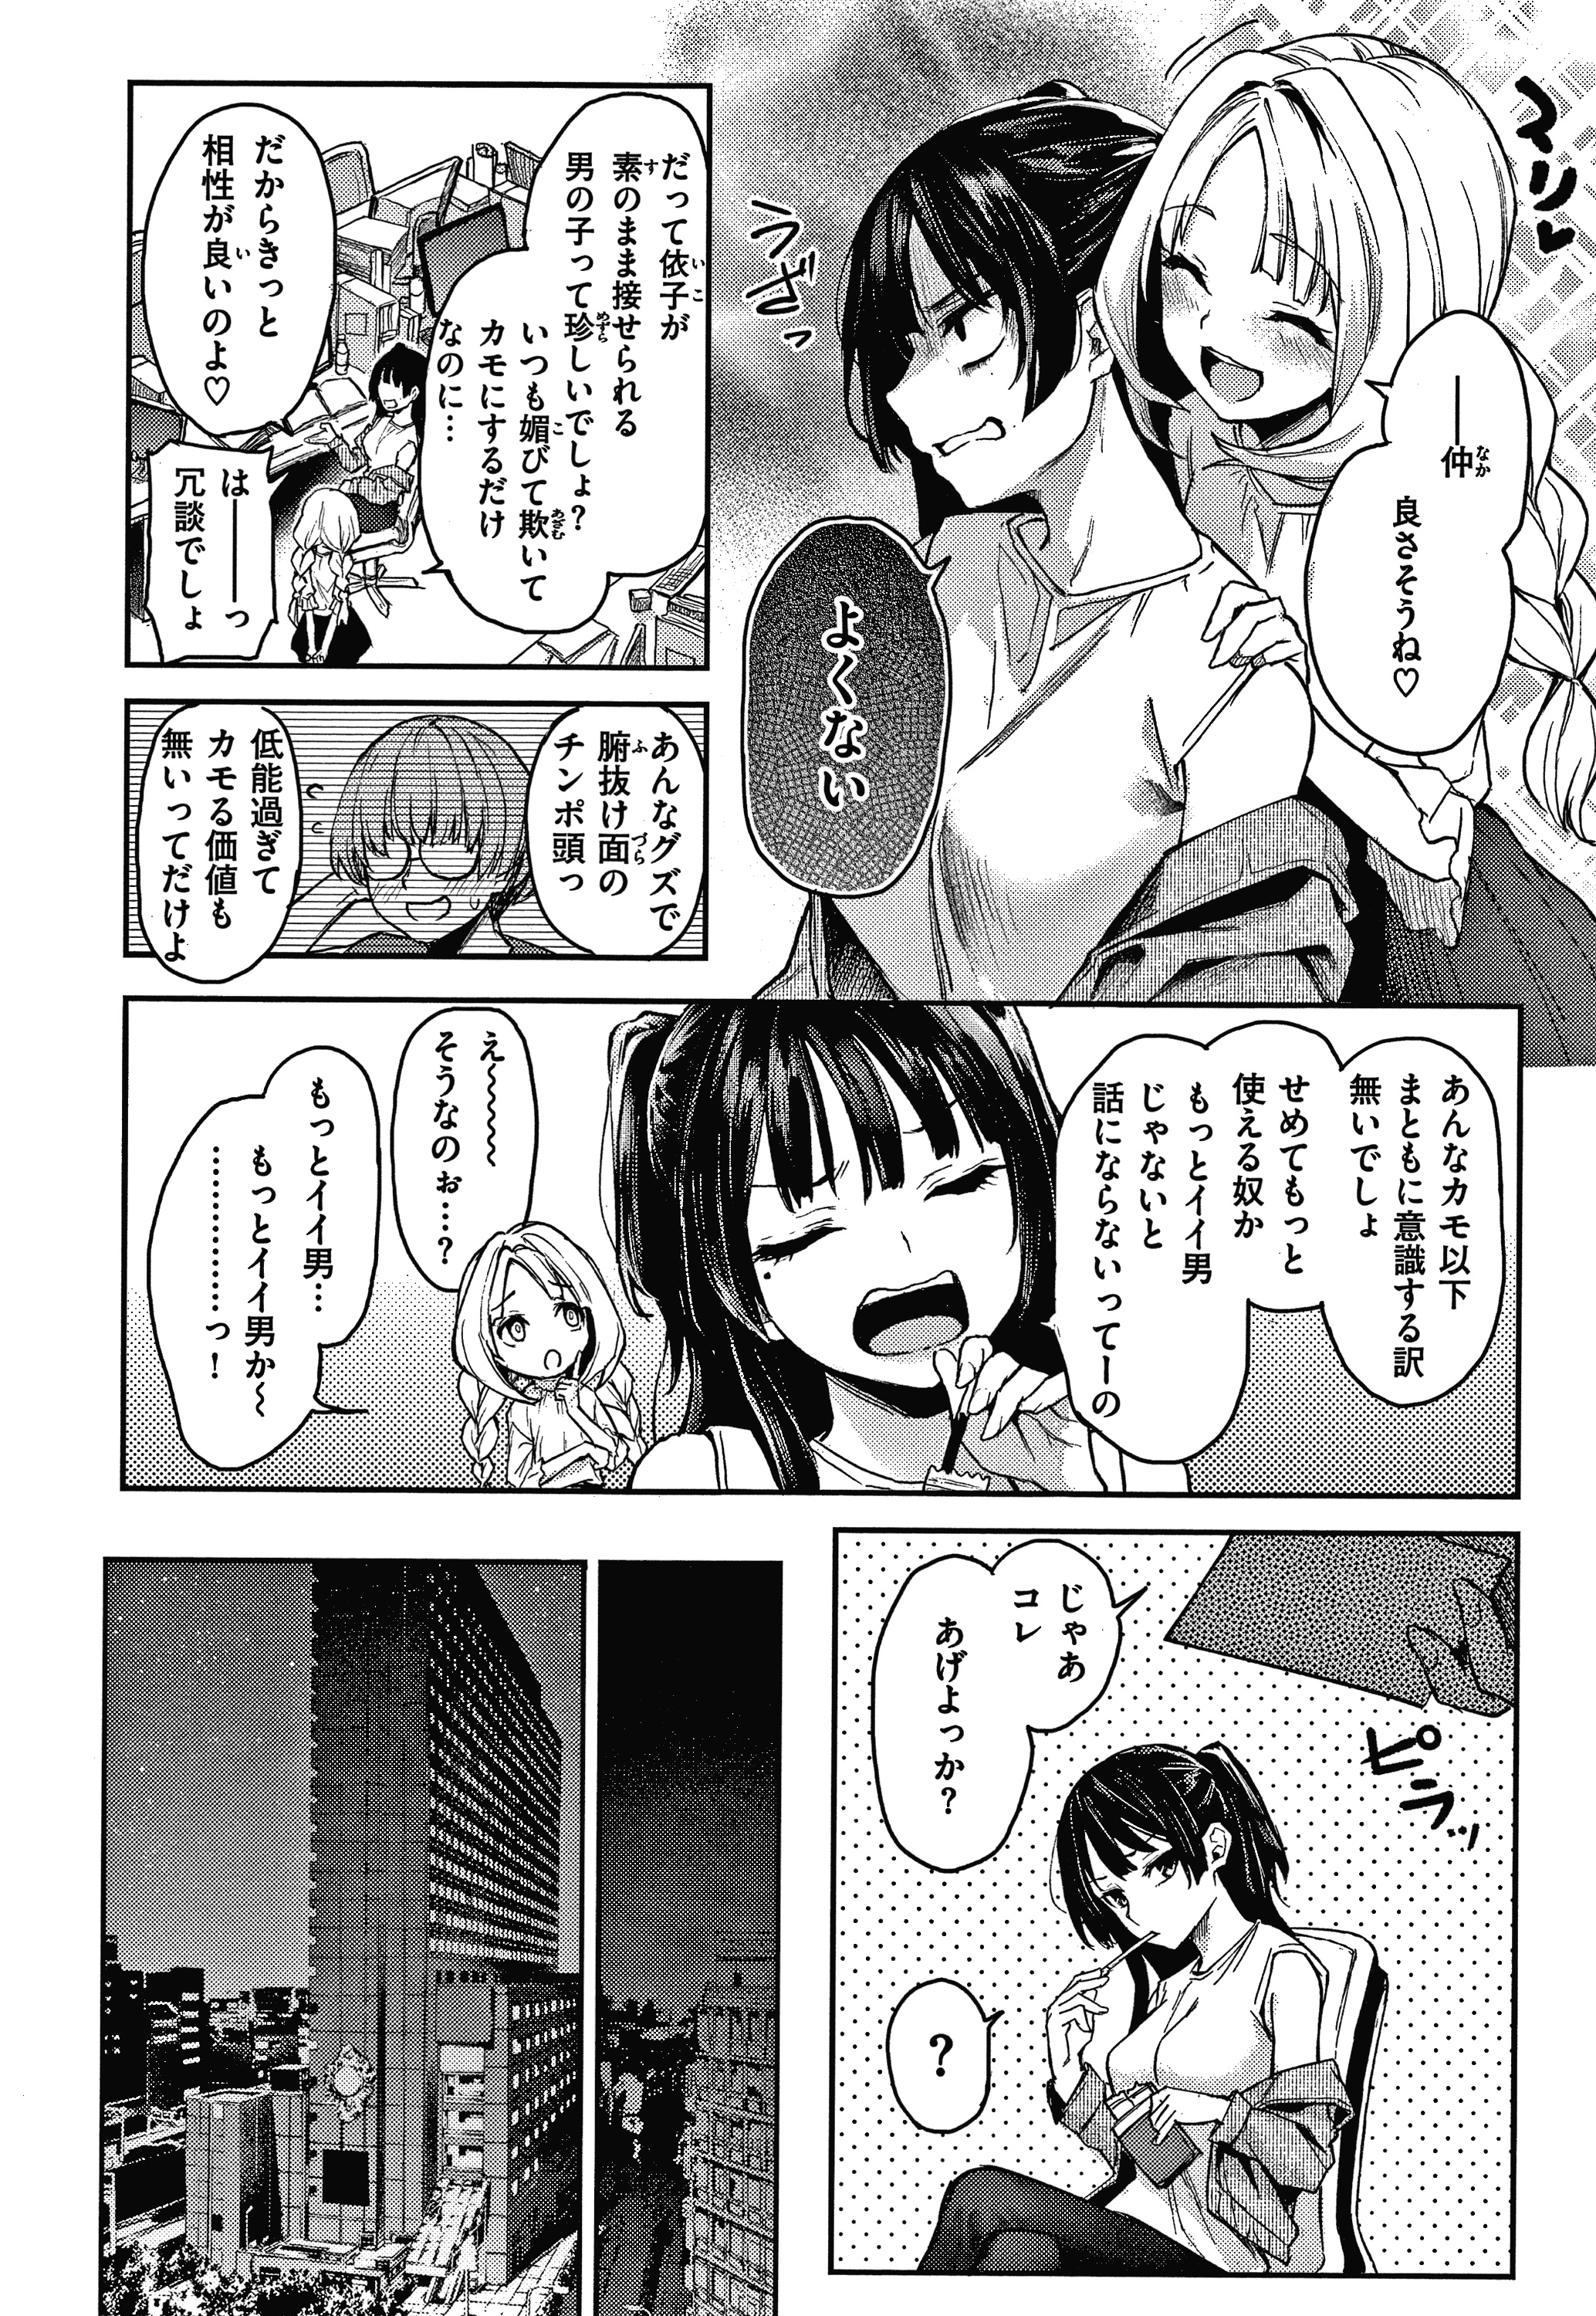 スリ♥
――仲
良さそうね♡
うざっ
よくない
だって依子が
素のまま接せられる
男の子って珍しいでしょ?
いつも媚びて欺いて
カモにするだけ
なのに…
だからきっと
相性が良いのよ♡
は――――っ
冗談でしょ
あんなグズで
腑抜け面の
チンポ頭っ
低能過ぎて
カモる価値も
無いってだけよ
あんなカモ以下
まともに意識する訳
無いでしょ
せめてもっと
使える奴か
もっとイイ男
じゃないと
話にならないってーの
え~~~~
そうなのぉ…?
もっとイイ男…
もっとイイ男か~
…………っ!
じゃあ
コレ
あげよっか?
ピラッ
?